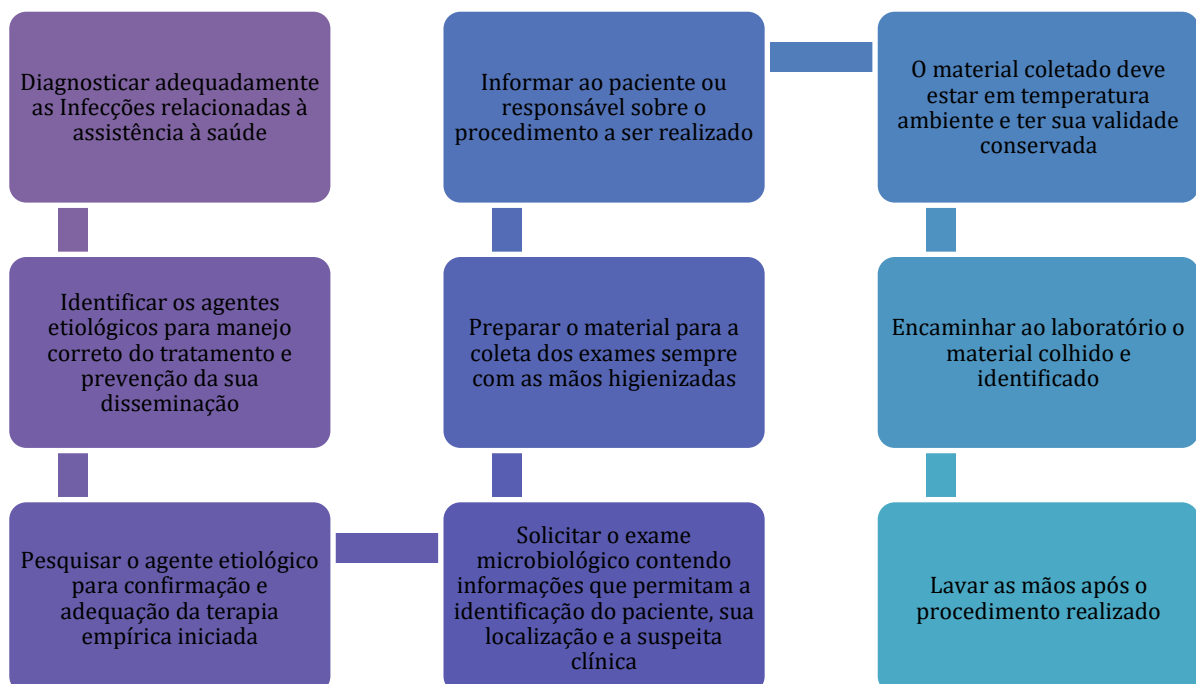 Diagnosticar adequadamente
as Infecções relacionadas à
assistência à saúde
Identificar os agentes
etiológicos para manejo
correto do tratamento e
prevenção da sua
disseminação
Pesquisar o agente etiológico
para confirmação e
adequação da terapia
empírica iniciada
Solicitar o exame
microbiológico contendo
informações que permitam a
identificação do paciente, sua
localização e a suspeita
clínica
Preparar o material para a
coleta dos exames sempre
com as mãos higienizadas
Informar ao paciente ou
responsável sobre o
procedimento a ser realizado
O material coletado deve
estar em temperatura
ambiente e ter sua validade
conservada
Encaminhar ao laboratório o
material colhido e
identificado
Lavar as mãos após o
procedimento realizado